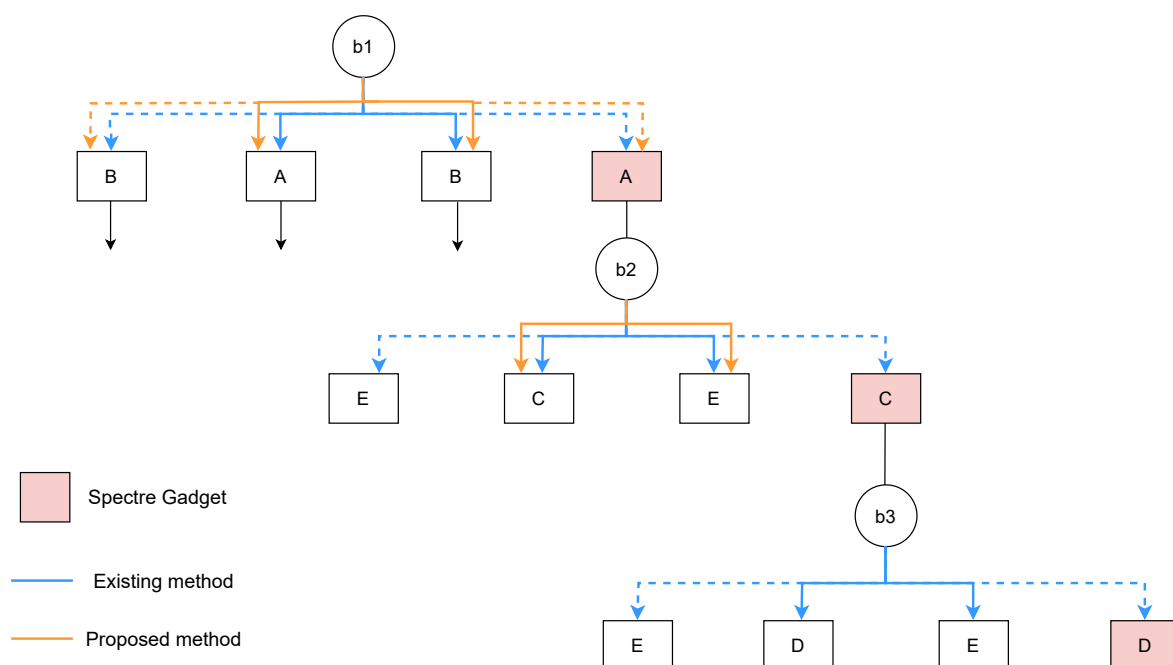 b1
B
A
B
A
b2
E
C
E
C
Spectre Gadget
b3
Existing method
E
D
E
D
Proposed method